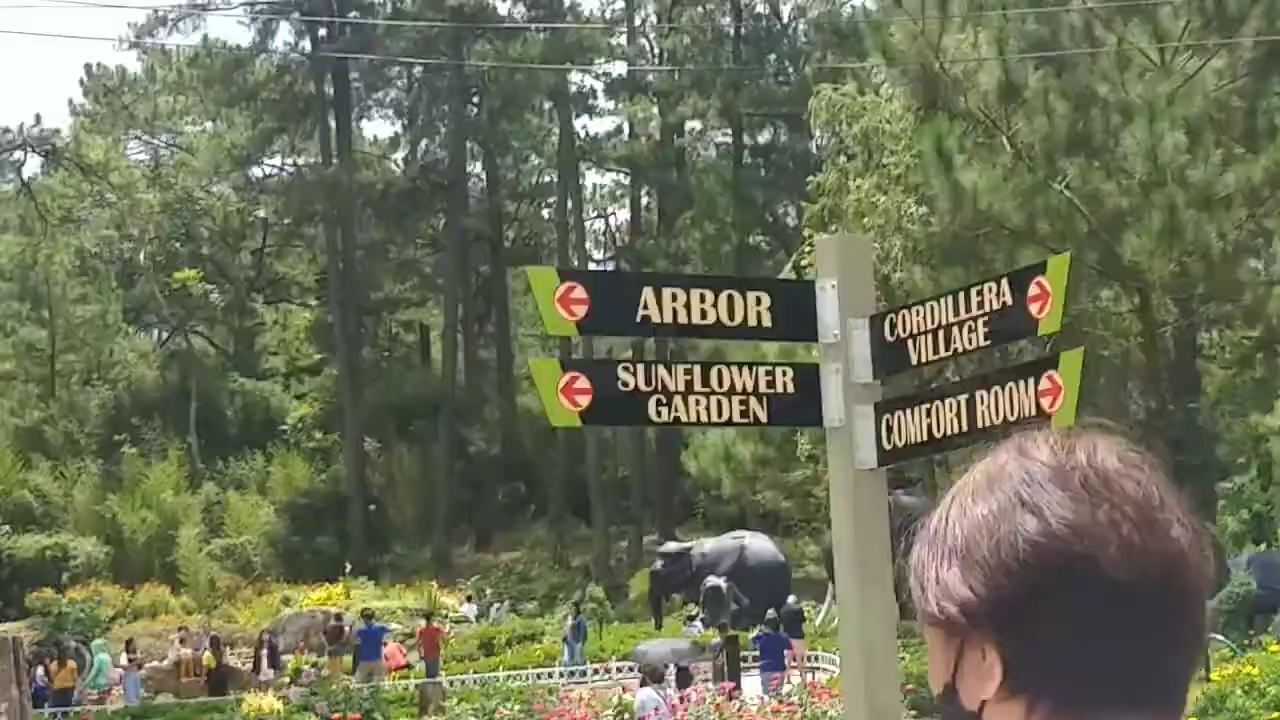 ARBOR
SUNFLOWER
GARDEN
CORDILLERA
VILLAGE
COMFORT ROOM